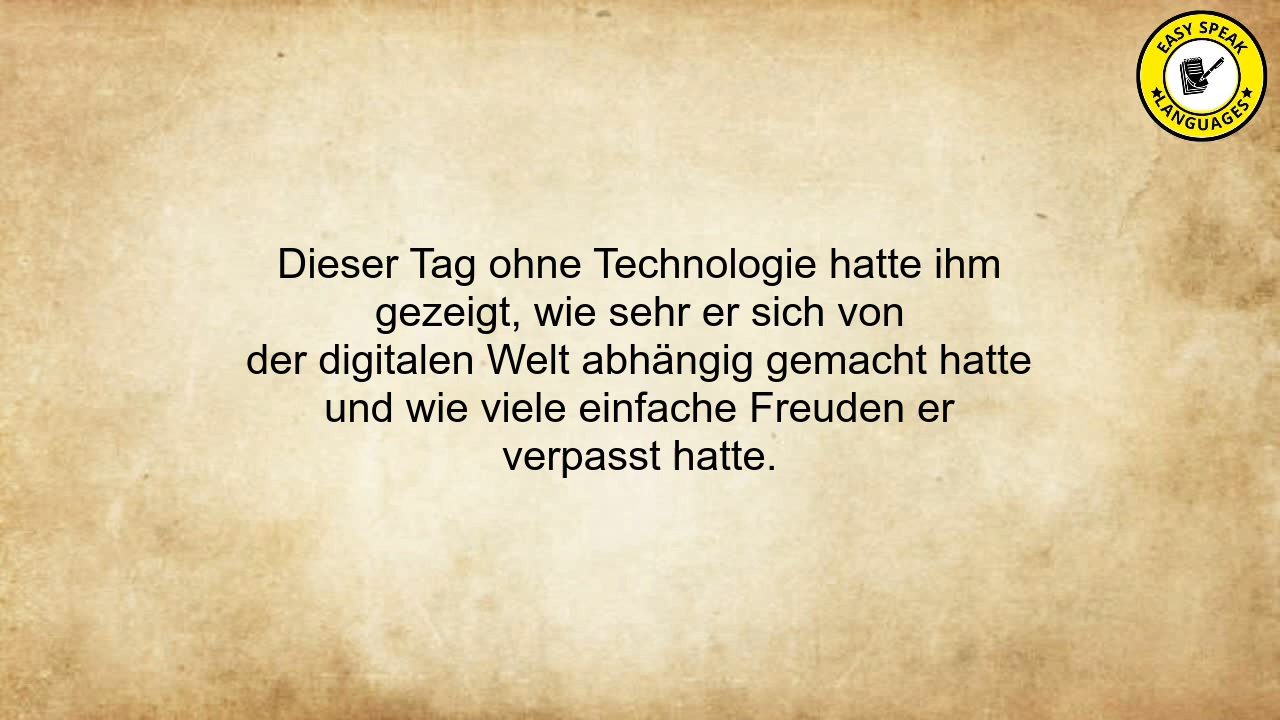 EASY SPEAK
LANGUAGES
Dieser Tag ohne Technologie hatte ihm
gezeigt, wie sehr er sich von
der digitalen Welt abhängig gemacht hatte
und wie viele einfache Freuden er
verpasst hatte.